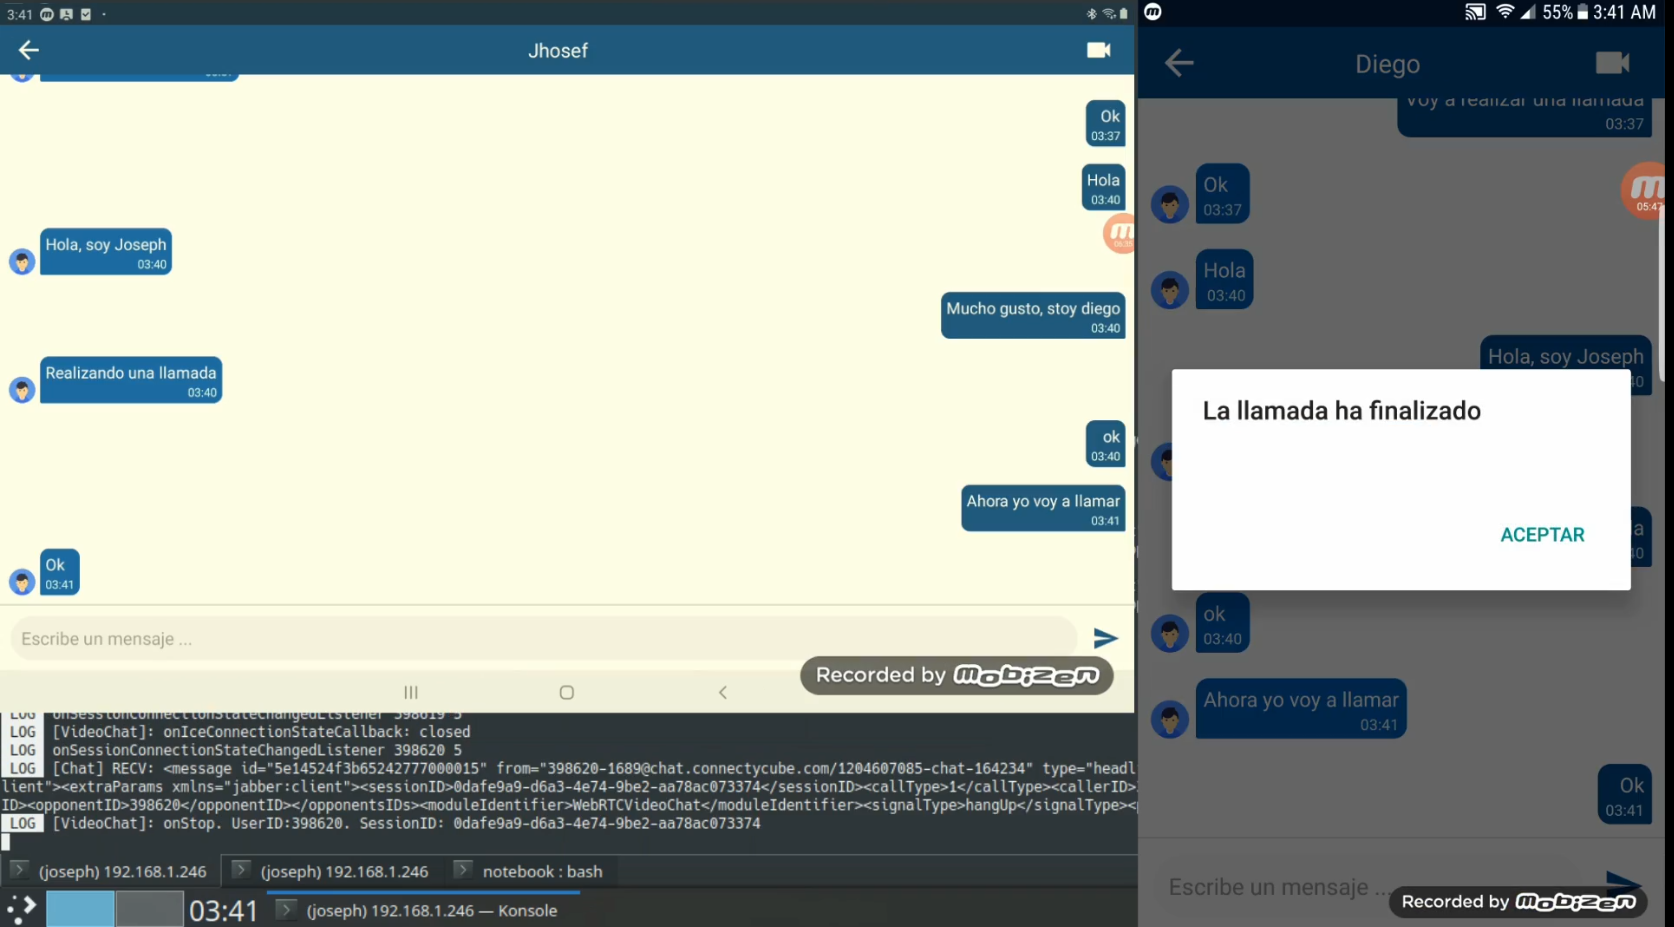 3:41
Jhosef
Ok
03:37
Hola
03:40
Hola, soy Joseph
03:40
Mucho gusto, stoy diego
03:40
Realizando una llamada
03:40
ok
03:40
Ahora yo voy a llamar
03:41
Ok
03:41
Escribe un mensaje ...
Recorded by mobizen
LOG onSessionConnectionStateChangedListener 398619 5
LOG [VideoChat]: onIceConnectionStateCallback: closed
LOG onSessionConnectionStateChangedListener 398620 5
LOG [Chat] RECV: <message id="5e14524f3b65242777000015" from="398620-1689@chat.connectycube.com/1204607085-chat-164234" type="headl
lient"><extraParams xmlns="jabber:client"><sessionID>0dafe9a9-d6a3-4e74-9be2-aa78ac073374</sessionID><callType>1</callType><callerID>
ID><opponentID>398620</opponentID></opponentsIDs><moduleIdentifier>WebRTCVideoChat</moduleIdentifier><signalType>hangUp</signalType><
LOG [VideoChat]: onStop. UserID:398620. SessionID: 0dafe9a9-d6a3-4e74-9be2-aa78ac073374
(joseph) 192.168.1.246
(joseph) 192.168.1.246
notebook : bash
03:41
(joseph) 192.168.1.246 — Konsole
55% 3:41 AM
Diego
Voy a realizar una llamada
03:37
Ok
03:37
05:47
Hola
03:40
Hola, soy Joseph
40
La llamada ha finalizado
ACEPTAR
a
40
ok
03:40
Ahora yo voy a llamar
03:41
Ok
03:41
Escribe un mensaje ...
Recorded by mobizen